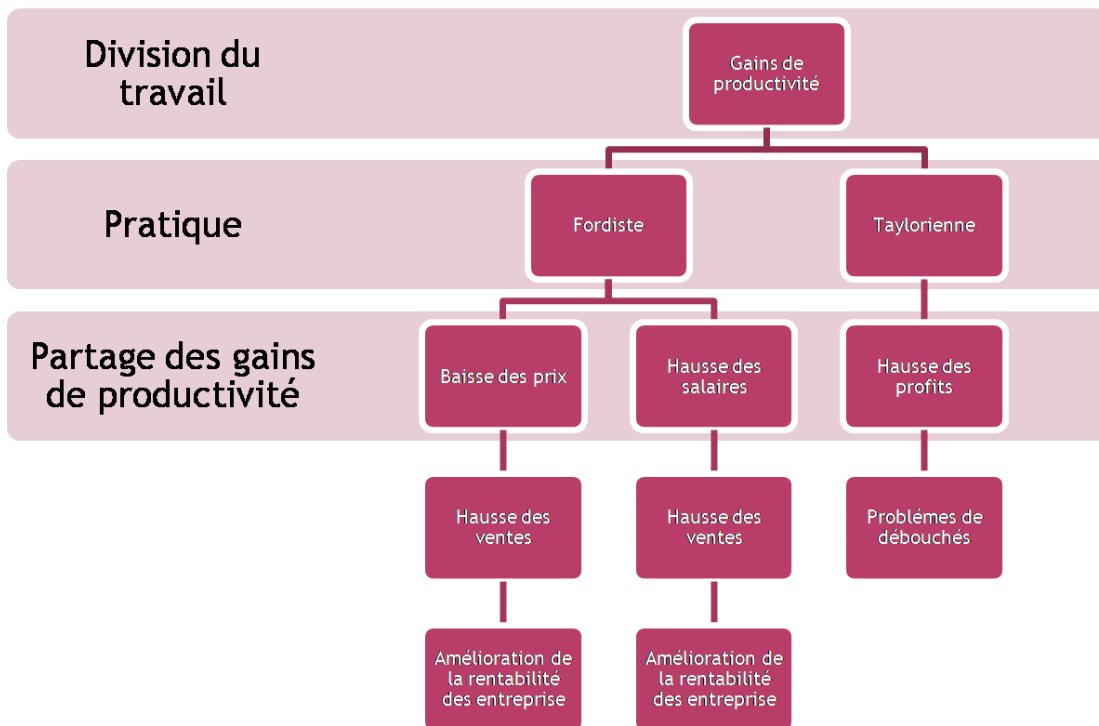 Division du
travail
Gains de
productivité
Pratique
Fordiste
Taylorienne
Partage des gains
de productivité
Baisse des prix
Hausse des
salaires
Hausse des
profits
Hausse des
ventes
Hausse des
ventes
Problémes de
débouchés
Amélioration de
la rentabilité
des entreprise
Amélioration de
la rentabilité
des entreprise